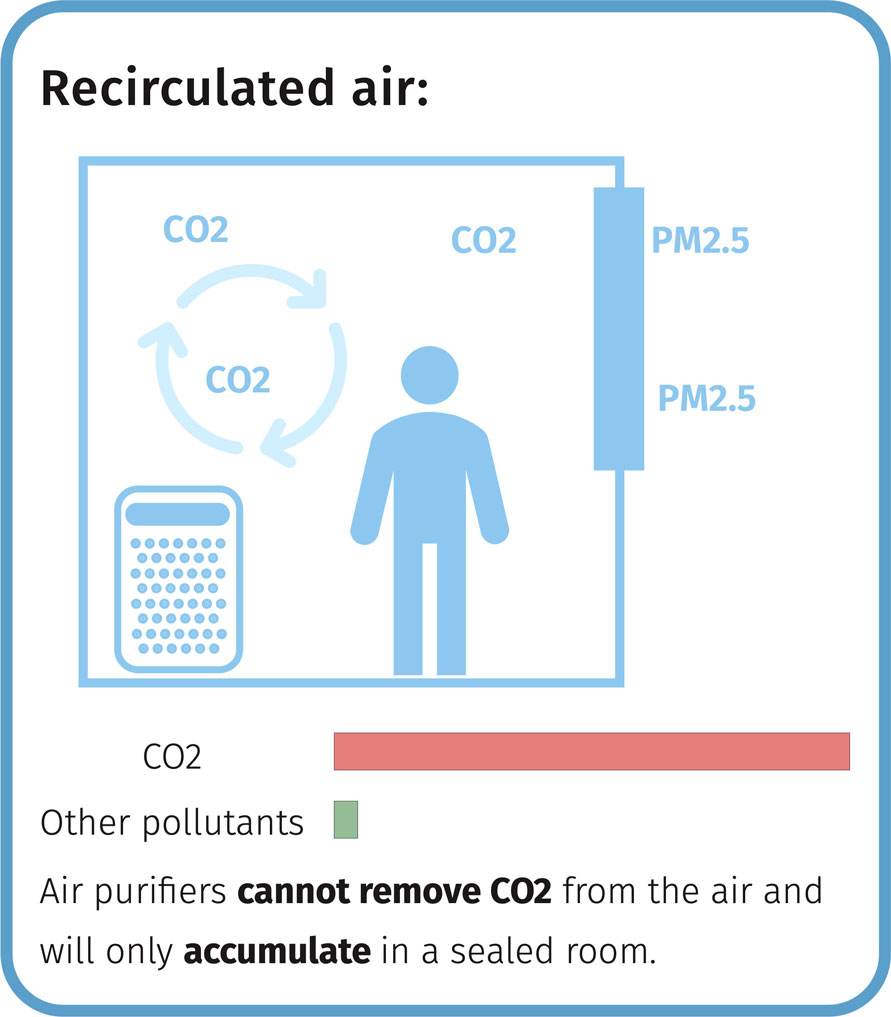 Recirculated air:
CO2
CO2
PM2.5
CO2
PM2.5
CO2
Other pollutants
Air purifiers cannot remove CO2 from the air and
will only accumulate in a sealed room.